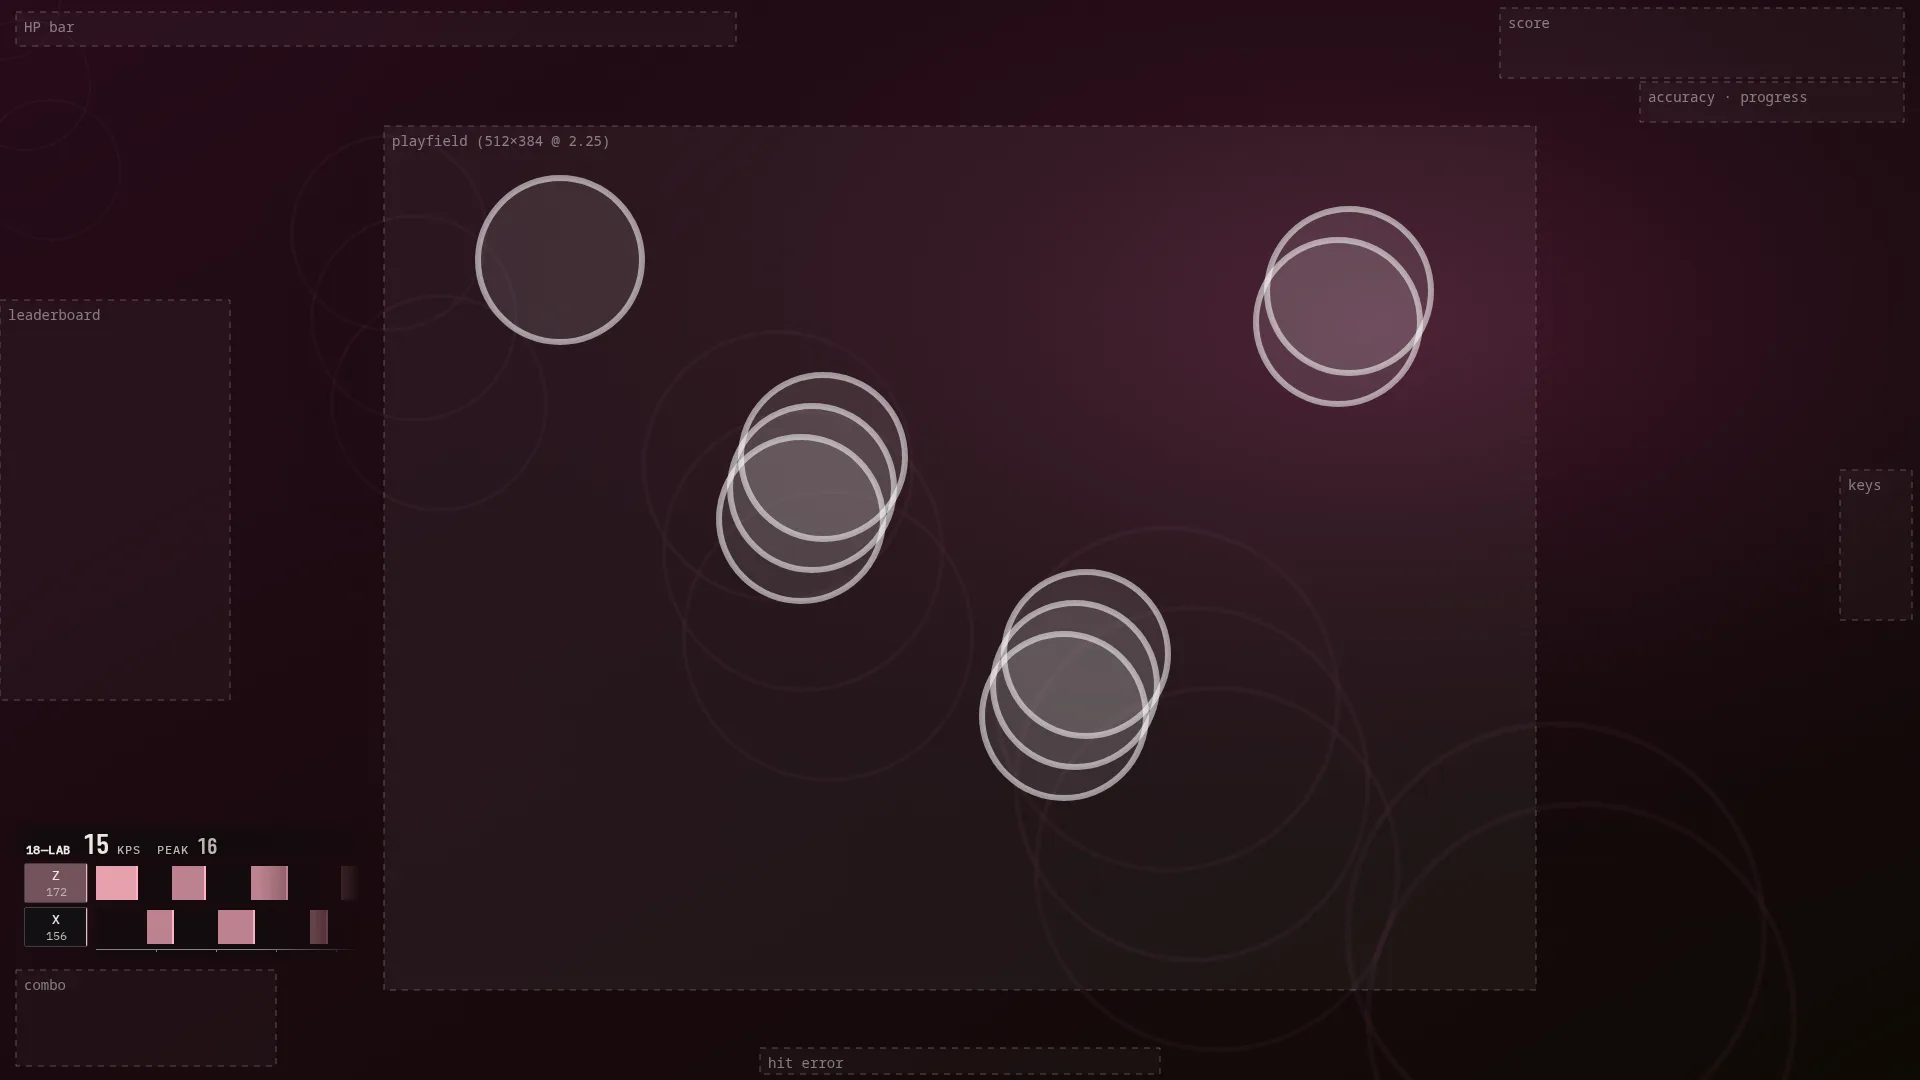 HP bar
score
accuracy · progress
playfield (512×384 @ 2.25)
leaderboard
keys
18—LAB 15 KPS PEAK 16
Z
172
X
156
combo
hit error